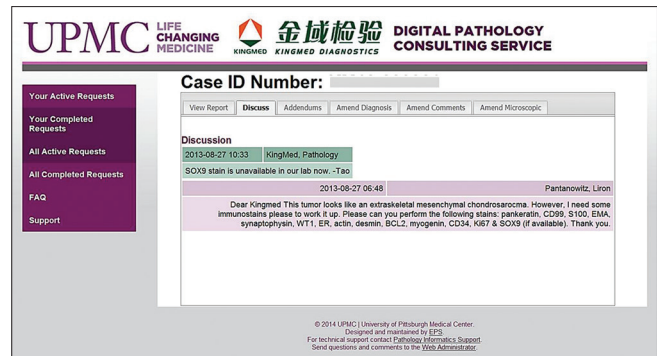 UPMC LIFE CHANGING MEDICINE
KINGMED
金域检验
KINGMED DIAGNOSTICS
DIGITAL PATHOLOGY CONSULTING SERVICE
Case ID Number:
Your Active Requests
Your Completed Requests
All Active Requests
All Completed Requests
FAQ
Support
View Report Discuss Addendums Amend Diagnosis Amend Comments Amend Microscopic
Discussion
2013-08-27 10:33 KingMed, Pathology
SOX9 stain is unavailable in our lab now. -Tao
2013-08-27 06:48 Pantanowitz, Liron
Dear Kingmed This tumor looks like an extraskeletal mesenchymal chondrosarocma. However, I need some
immunostains please to work it up. Please can you perform the following stains: pankeratin, CD99, S100, EMA,
synaptophysin, WT1, ER, actin, desmin, BCL2, myogenin, CD34, Ki67 & SOX9 (if available). Thank you.
© 2014 UPMC | University of Pittsburgh Medical Center.
Designed and maintained by EPS.
For technical support contact Pathology Informatics Support.
Send questions and comments to the Web Administrator.